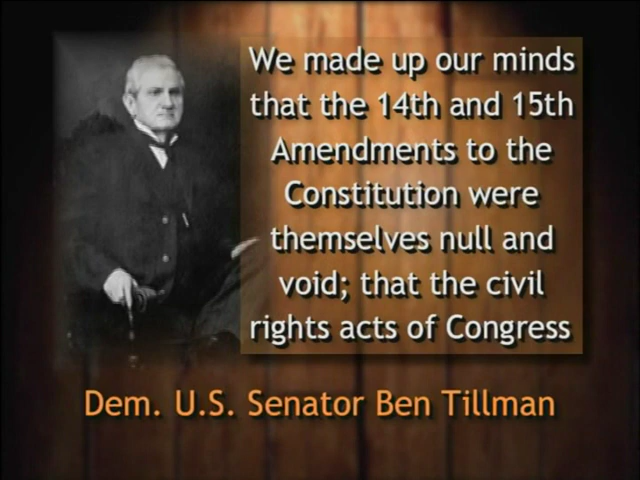 We made up our minds
that the 14th and 15th
Amendments to the
Constitution were
themselves null and
void; that the civil
rights acts of Congress
Dem. U.S. Senator Ben Tillman